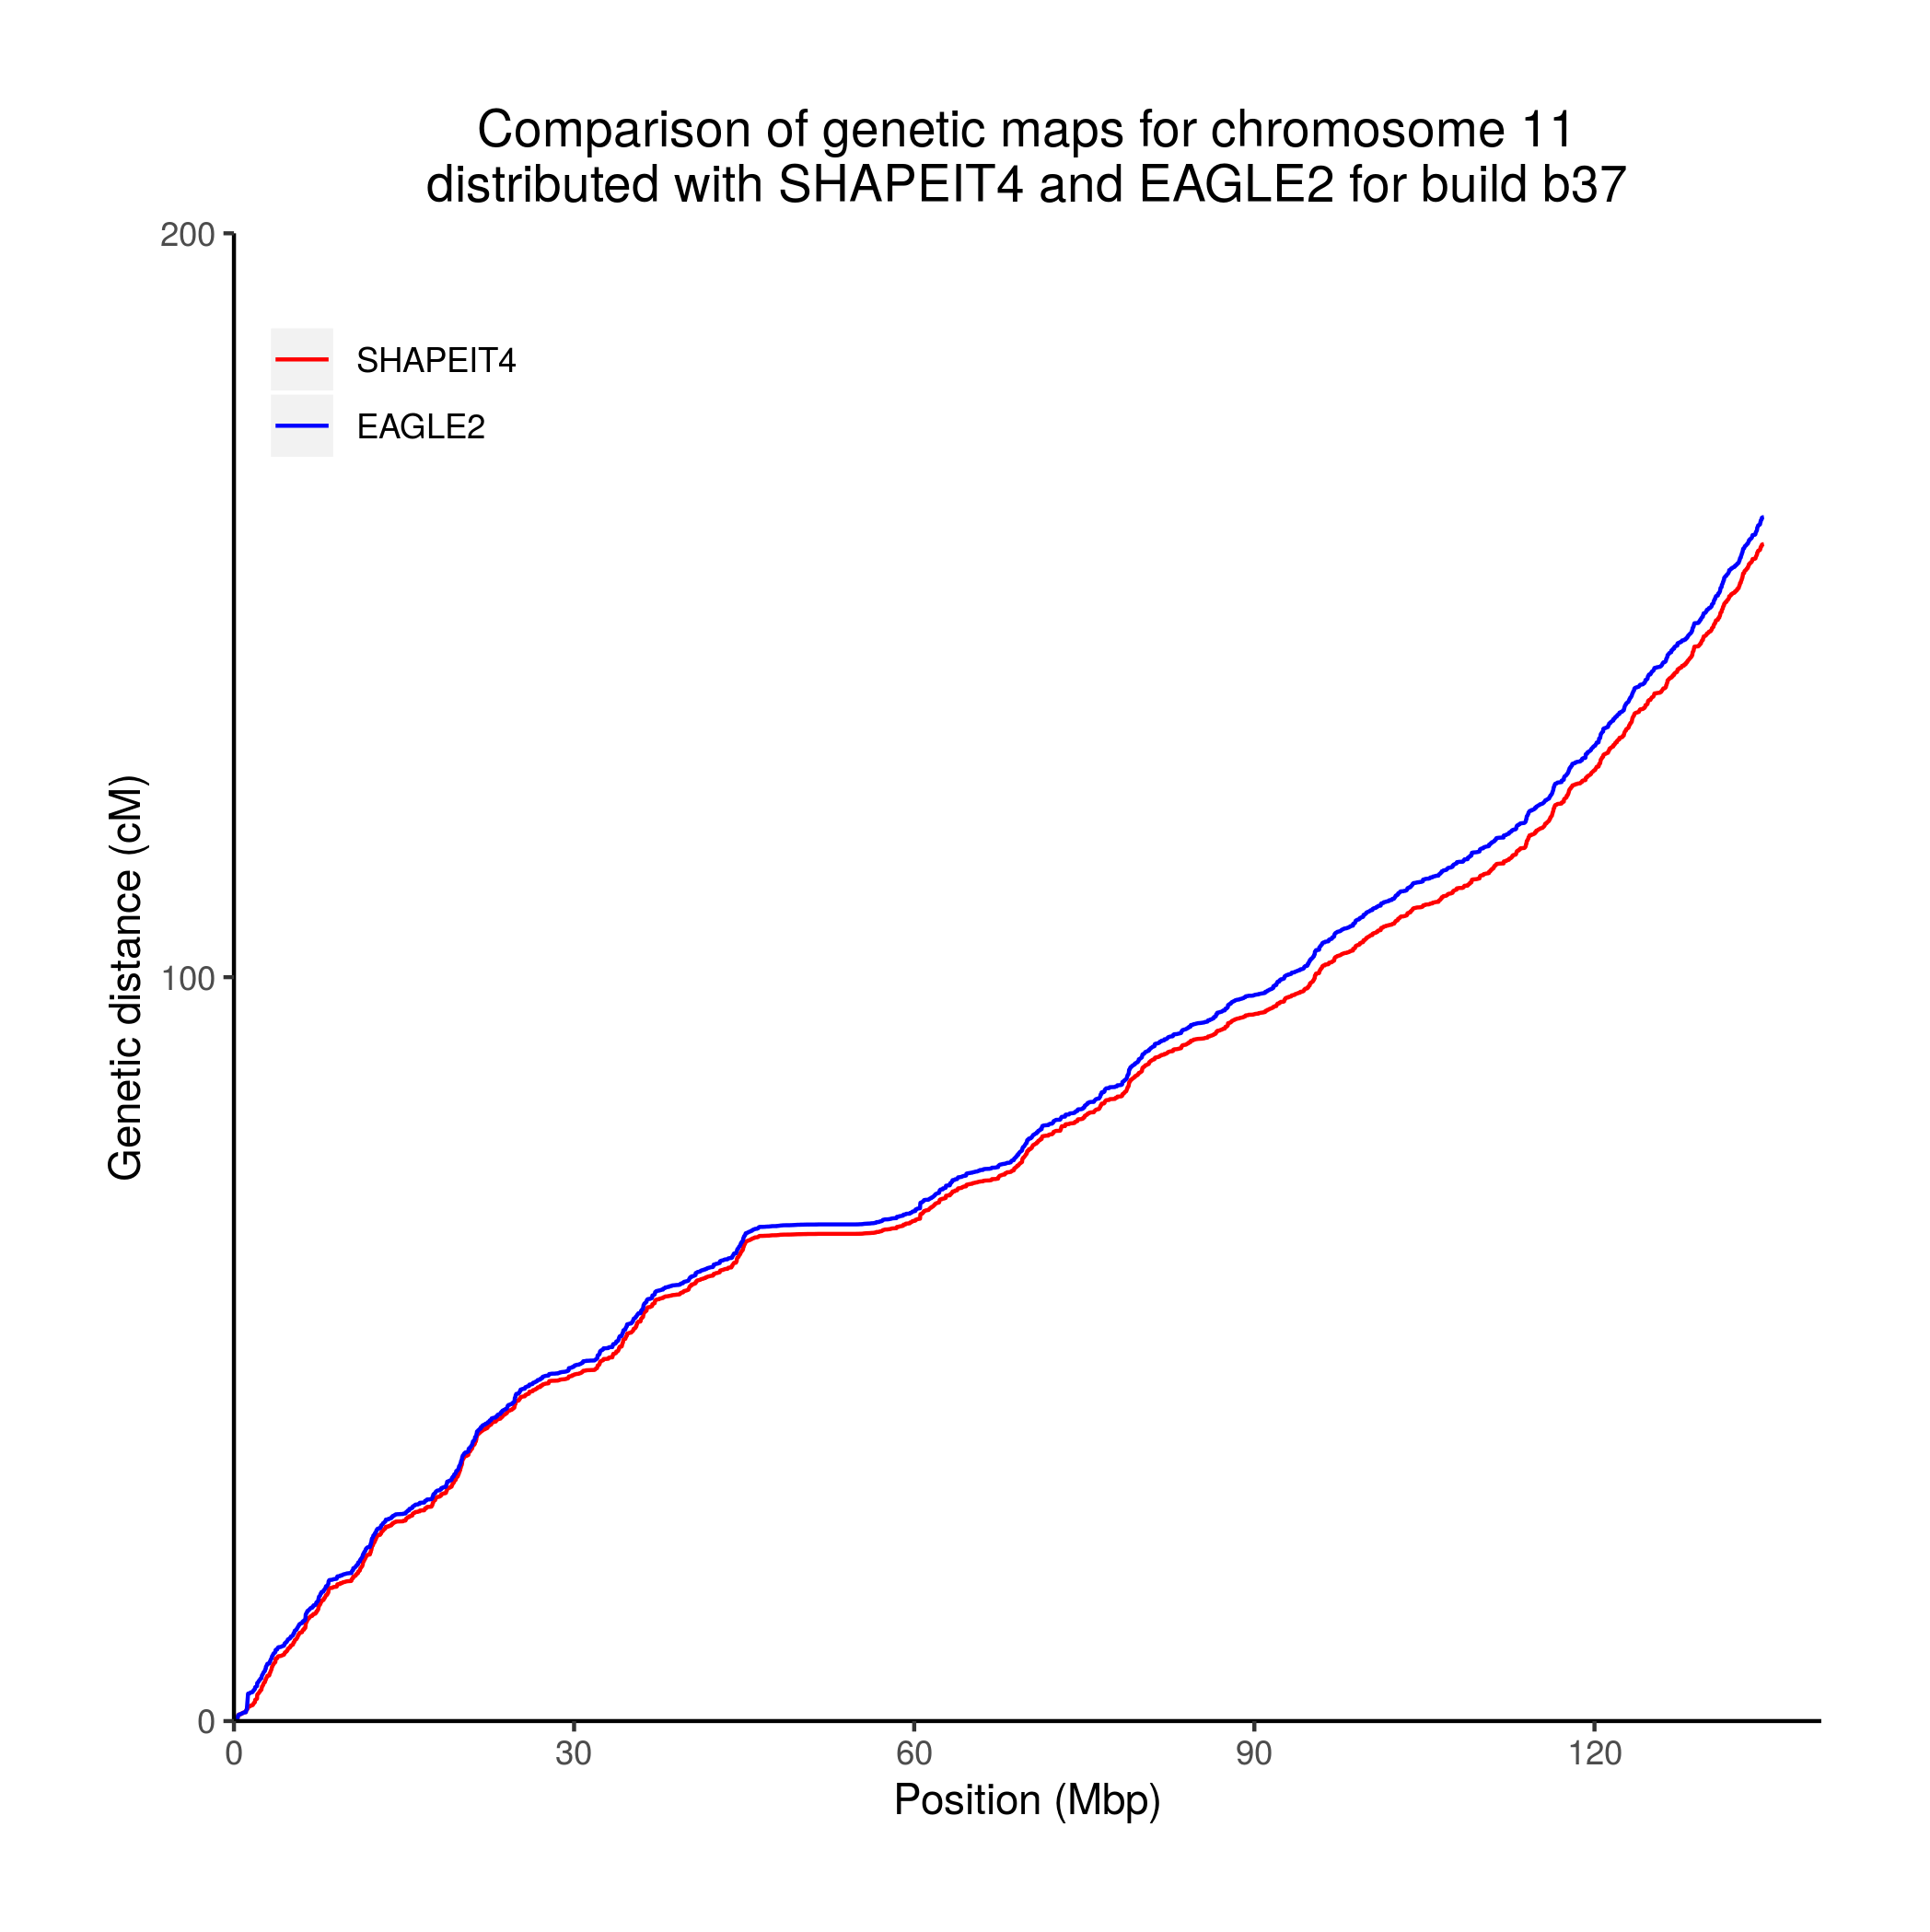 Comparison of genetic maps for chromosome 11
distributed with SHAPEIT4 and EAGLE2 for build b37
200
SHAPEIT4
EAGLE2
Genetic distance (cM)
100
0
0 30 60 90 120
Position (Mbp)